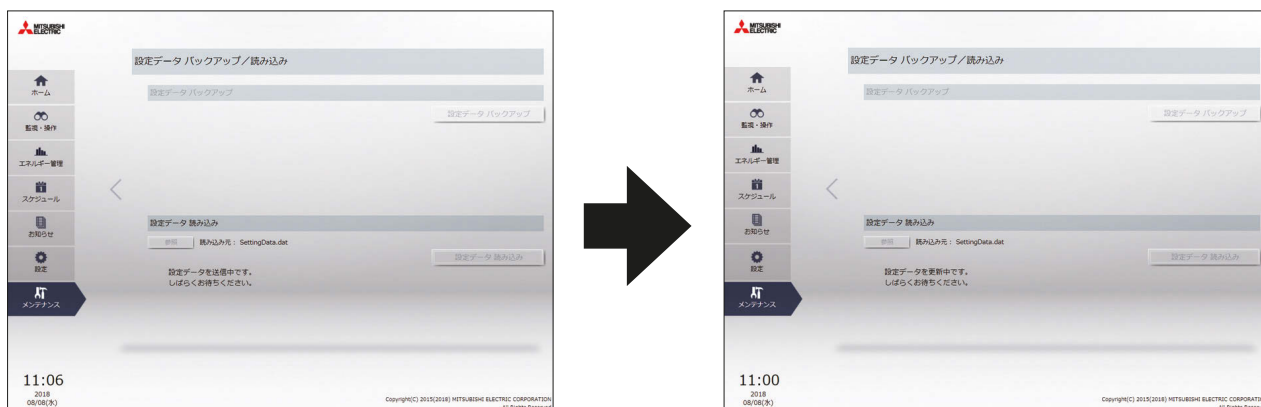 MITSUBISHI
ELECTRIC
設定データ バックアップ／読み込み
ホーム
監視・操作
エネルギー管理
スケジュール
お知らせ
設定
メンテナンス
設定データ バックアップ
設定データ バックアップ
設定データ 読み込み
参照 読み込み元： SettingData.dat
設定データ 読み込み
設定データを送信中です。
しばらくお待ちください。
11:06
2018
08/08(水)
Copyright(C) 2015(2018) MITSUBISHI ELECTRIC CORPORATION
All Rights Reserved
MITSUBISHI
ELECTRIC
設定データ バックアップ／読み込み
ホーム
監視・操作
エネルギー管理
スケジュール
お知らせ
設定
メンテナンス
設定データ バックアップ
設定データ バックアップ
設定データ 読み込み
参照 読み込み元： SettingData.dat
設定データ 読み込み
設定データを更新中です。
しばらくお待ちください。
11:00
2018
08/08(水)
Copyright(C) 2015(2018) MITSUBISHI ELECTRIC
All Rights